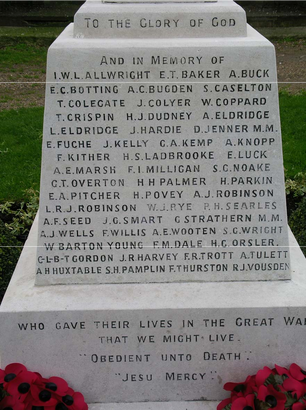 TO THE GLORY OF GOD
AND IN MEMORY OF
I.W.L. ALLWRIGHT E.T. BAKER A. BUCK
E.C. BOTTING A.C. BUGDEN S. CASELTON
T. COLEGATE J. COLYER W. COPPARD
T. CRISPIN H.J. DUDNEY A. ELDRIDGE
L. ELDRIDGE J. HARDIE D. JENNER M.M.
E. FUCHE J. KELLY G.A. KEMP A. KNOPP
F. KITHER H.S. LADBROOKE E. LUCK
A.E. MARSH F.I. MILLIGAN S.C. NOAKE
C.T. OVERTON H.H. PALMER H. PARKIN
E.A. PITCHER H. POVEY A.J. ROBINSON
L.R.J. ROBINSON W.J. RYE P.H. SEARLES
A.F. SEED J.G. SMART G. STRATHERN M.M.
A.J. WELLS F. WILLIS A.E. WOOTEN S.G. WRIGHT
W. BARTON YOUNG F.M. DALE H.G. ORSLER.
C-L-B-T GORDON J.R. HARVEY F.R. TROTT A. TULETT
A.H. HUXTABLE S.H. PAMPLIN F. THURSTON R.J. VOUSDEN
WHO GAVE THEIR LIVES IN THE GREAT WAR
THAT WE MIGHT LIVE.
"OBEDIENT UNTO DEATH."
"JESU MERCY"